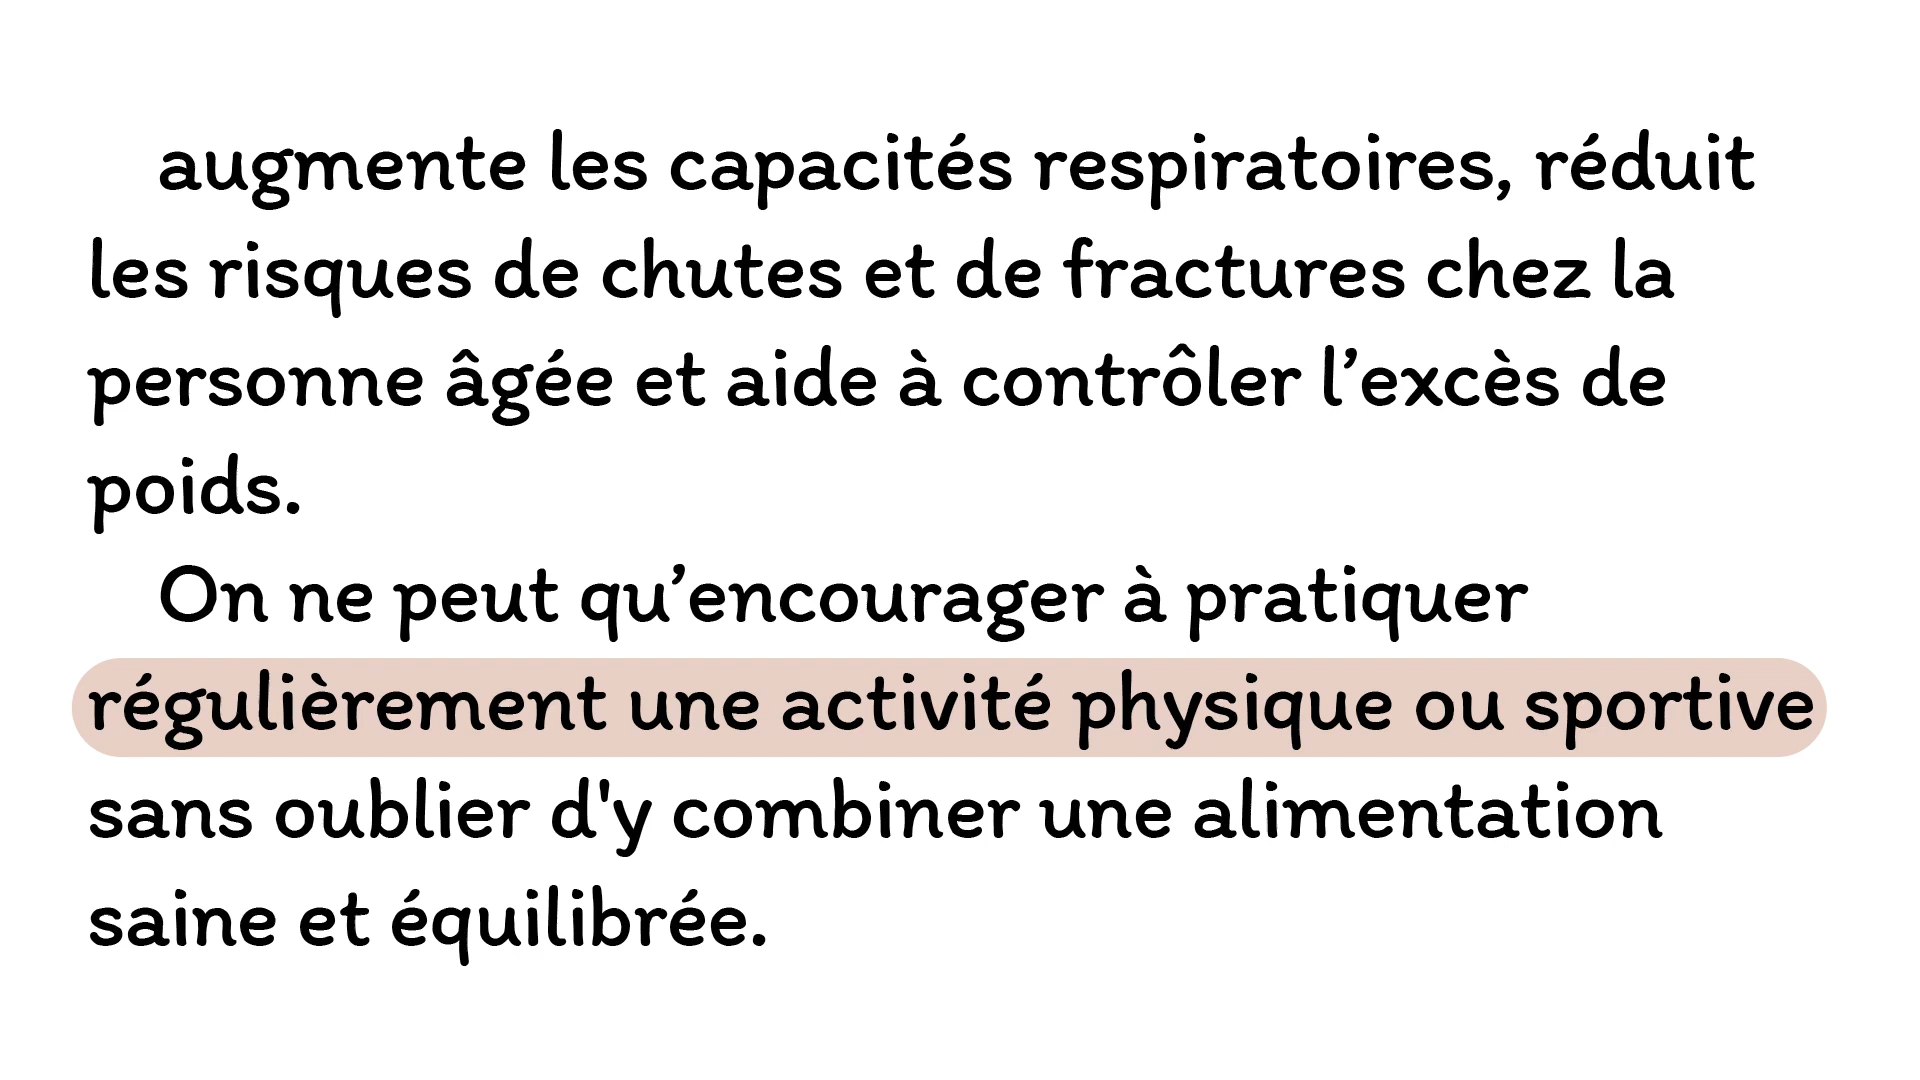 augmente les capacités respiratoires, réduit
les risques de chutes et de fractures chez la
personne âgée et aide à contrôler l’excès de
poids.
On ne peut qu’encourager à pratiquer
régulièrement une activité physique ou sportive
sans oublier d'y combiner une alimentation
saine et équilibrée.